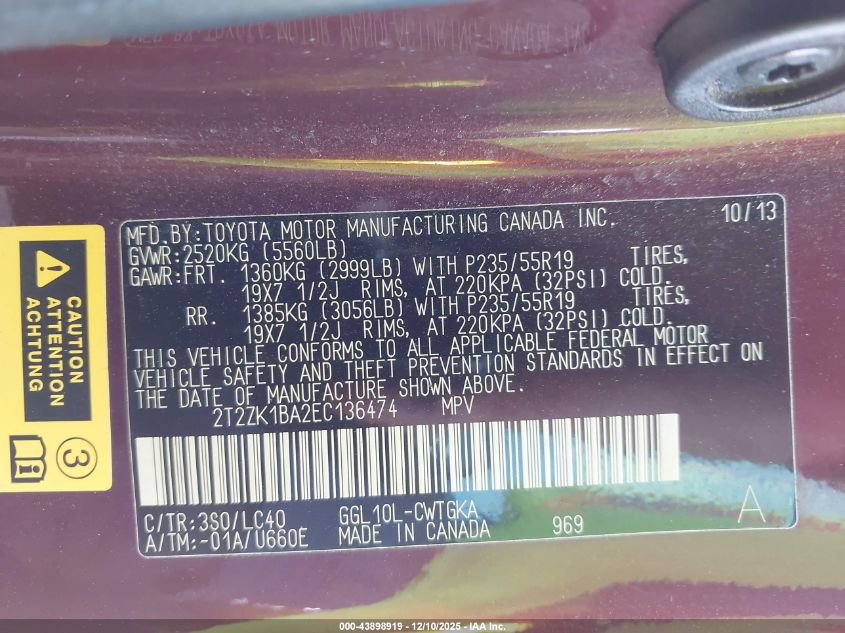 MFD.BY:TOYOTA MOTOR MANUFACTURING CANADA INC. 10/13
GVWR:2520KG (5560LB)
GAWR:FRT. 1360KG (2999LB) WITH P235/55R19 TIRES,
19X7 1/2J RIMS, AT 220KPA (32PSI) COLD.
RR. 1385KG (3056LB) WITH P235/55R19 TIRES,
19X7 1/2J RIMS, AT 220KPA (32PSI) COLD.
THIS VEHICLE CONFORMS TO ALL APPLICABLE FEDERAL MOTOR
VEHICLE SAFETY AND THEFT PREVENTION STANDARDS IN EFFECT ON
THE DATE OF MANUFACTURE SHOWN ABOVE.
2T2ZK1BA2EC136474 MPV
C/TR:3S0/LC40 GGL10L-CWTGKA
A/TM:-01A/U660E MADE IN CANADA 969 A
CAUTION
ATTENTION
ACHTUNG
3
000-43898919 - 12/10/2025 - IAA Inc.